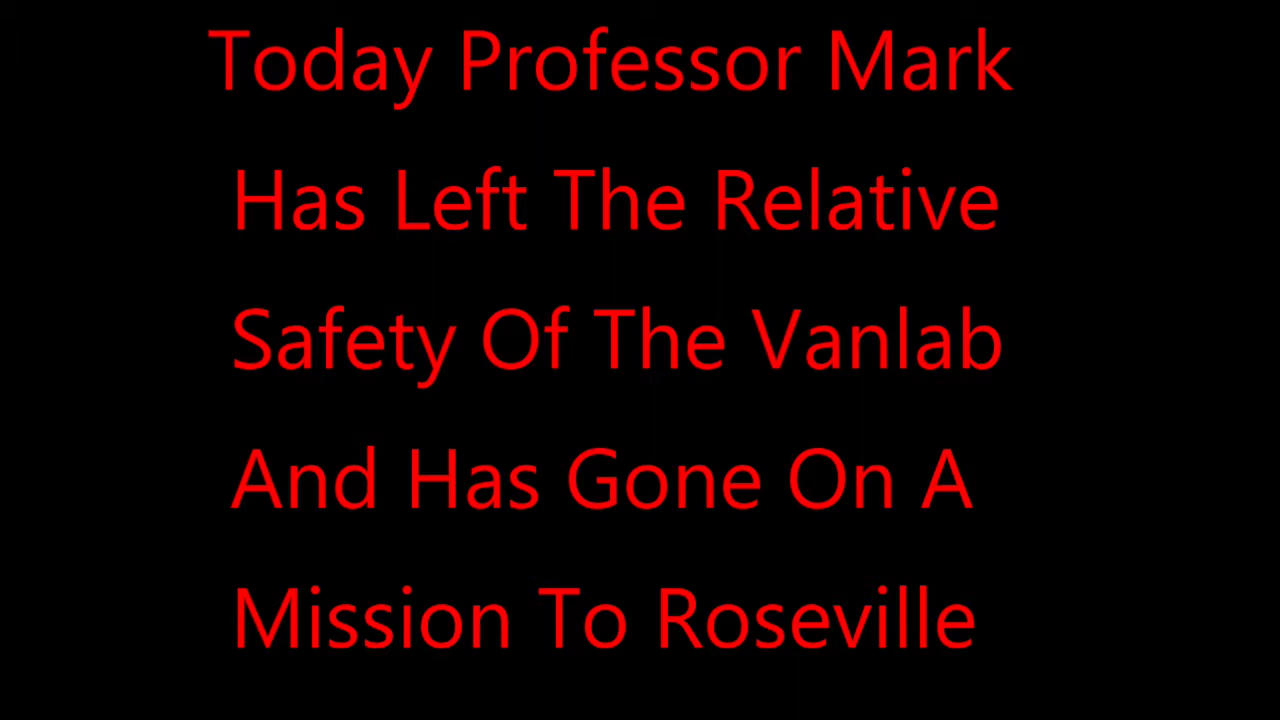 Today Professor Mark
Has Left The Relative
Safety Of The Vanlab
And Has Gone On A
Mission To Roseville